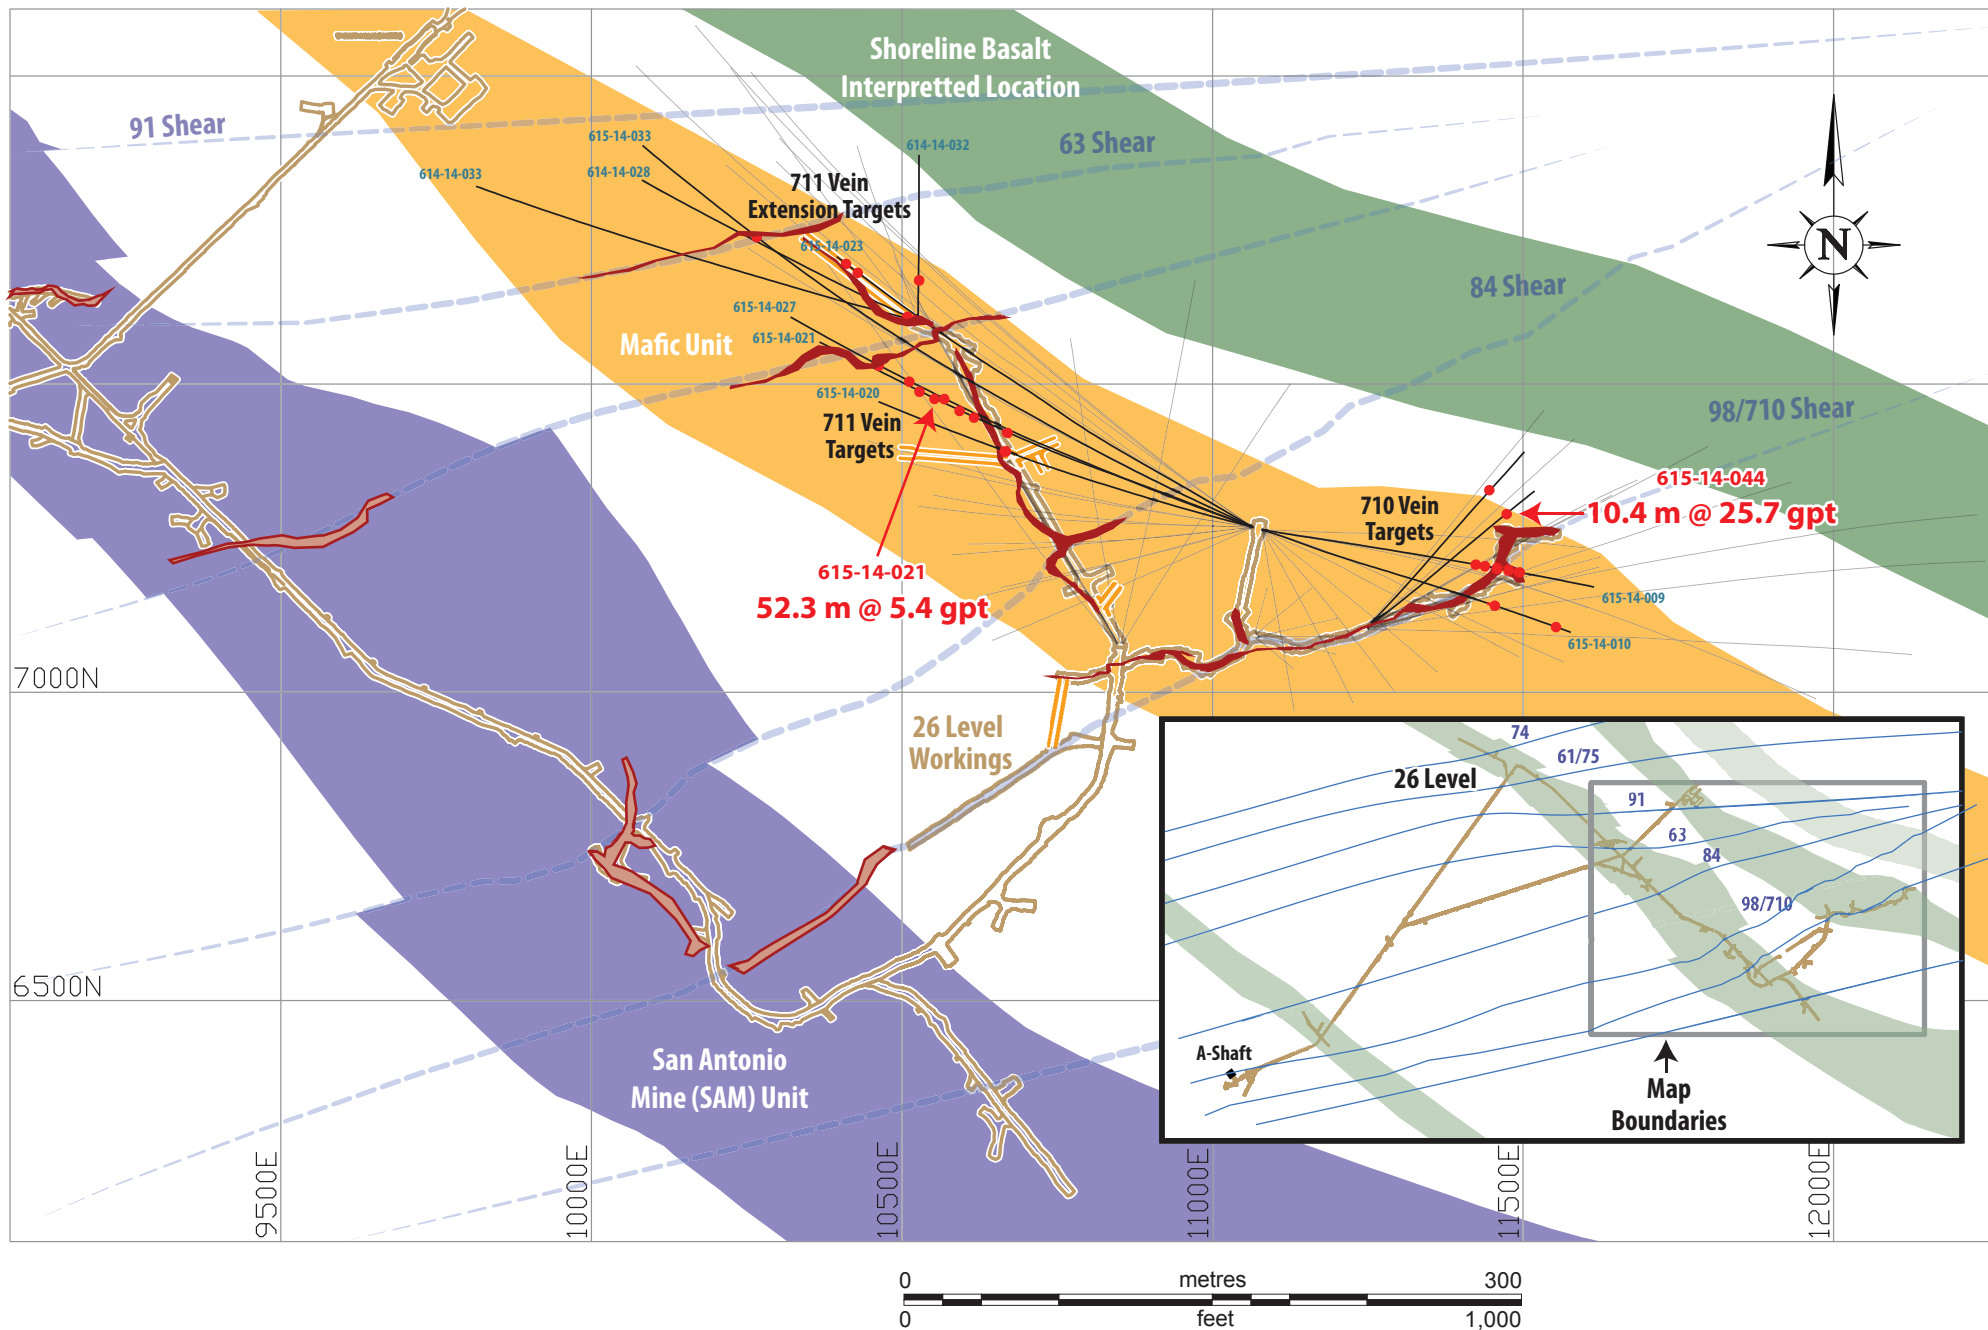 Shoreline Basalt
Interpretted Location
91 Shear
615-14-033
63 Shear
614-14-032
614-14-033
614-14-028
711 Vein
Extension Targets
N
615-14-023
84 Shear
615-14-027
Mafic Unit
615-14-021
615-14-020
98/710 Shear
711 Vein
Targets
615-14-044
10.4 m @ 25.7 gpt
710 Vein
Targets
615-14-021
52.3 m @ 5.4 gpt
615-14-009
615-14-010
7000N
26 Level
Workings
74
61/75
26 Level
91
63
84
98/710
6500N
A-Shaft
San Antonio
Mine (SAM) Unit
Map
Boundaries
9500E
10000E
10500E
11000E
11500E
12000E
0 metres 300
0 feet 1,000